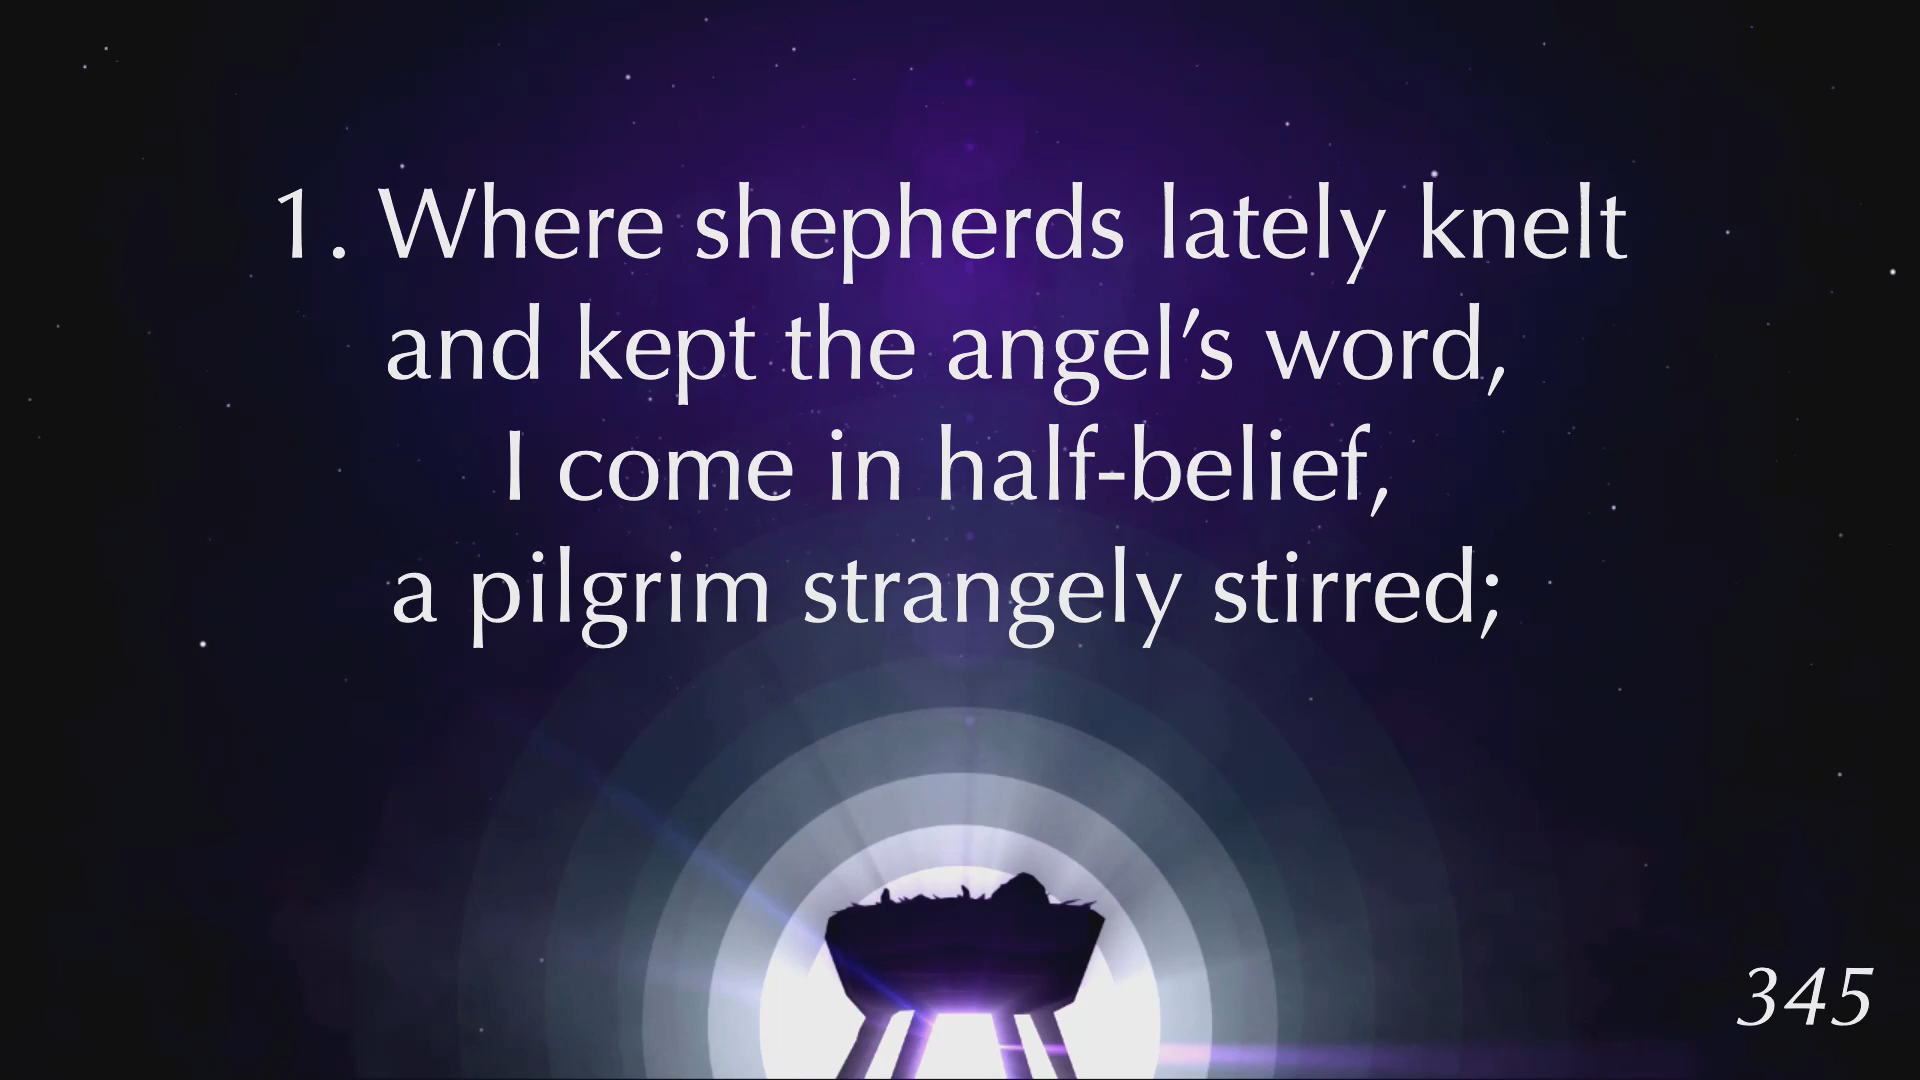 1. Where shepherds lately knelt
and kept the angel’s word,
I come in half-belief,
a pilgrim strangely stirred;
345